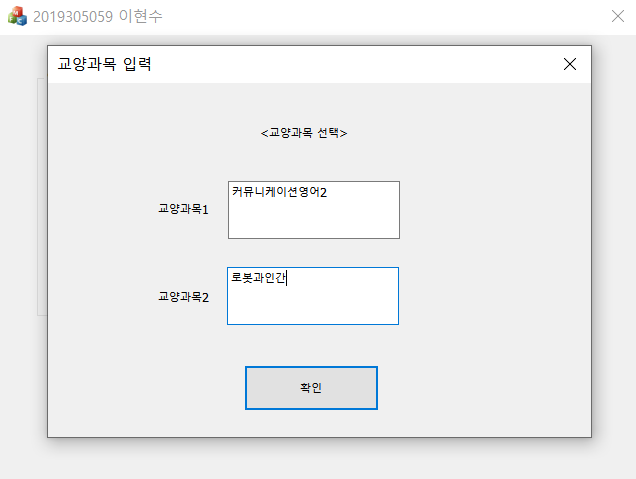 2019305059 이현수
교양과목 입력
<교양과목 선택>
교양과목1
커뮤니케이션영어2
교양과목2
로봇과인간
확인